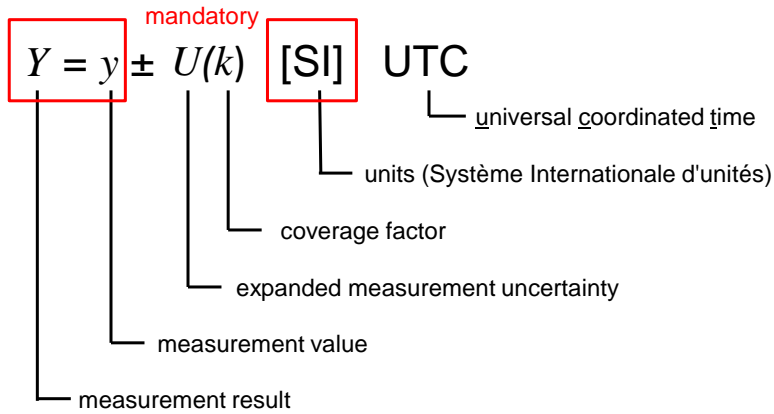 mandatory
Y = y ± U(k) [SI] UTC
universal coordinated time
units (Système Internationale d'unités)
coverage factor
expanded measurement uncertainty
measurement value
measurement result